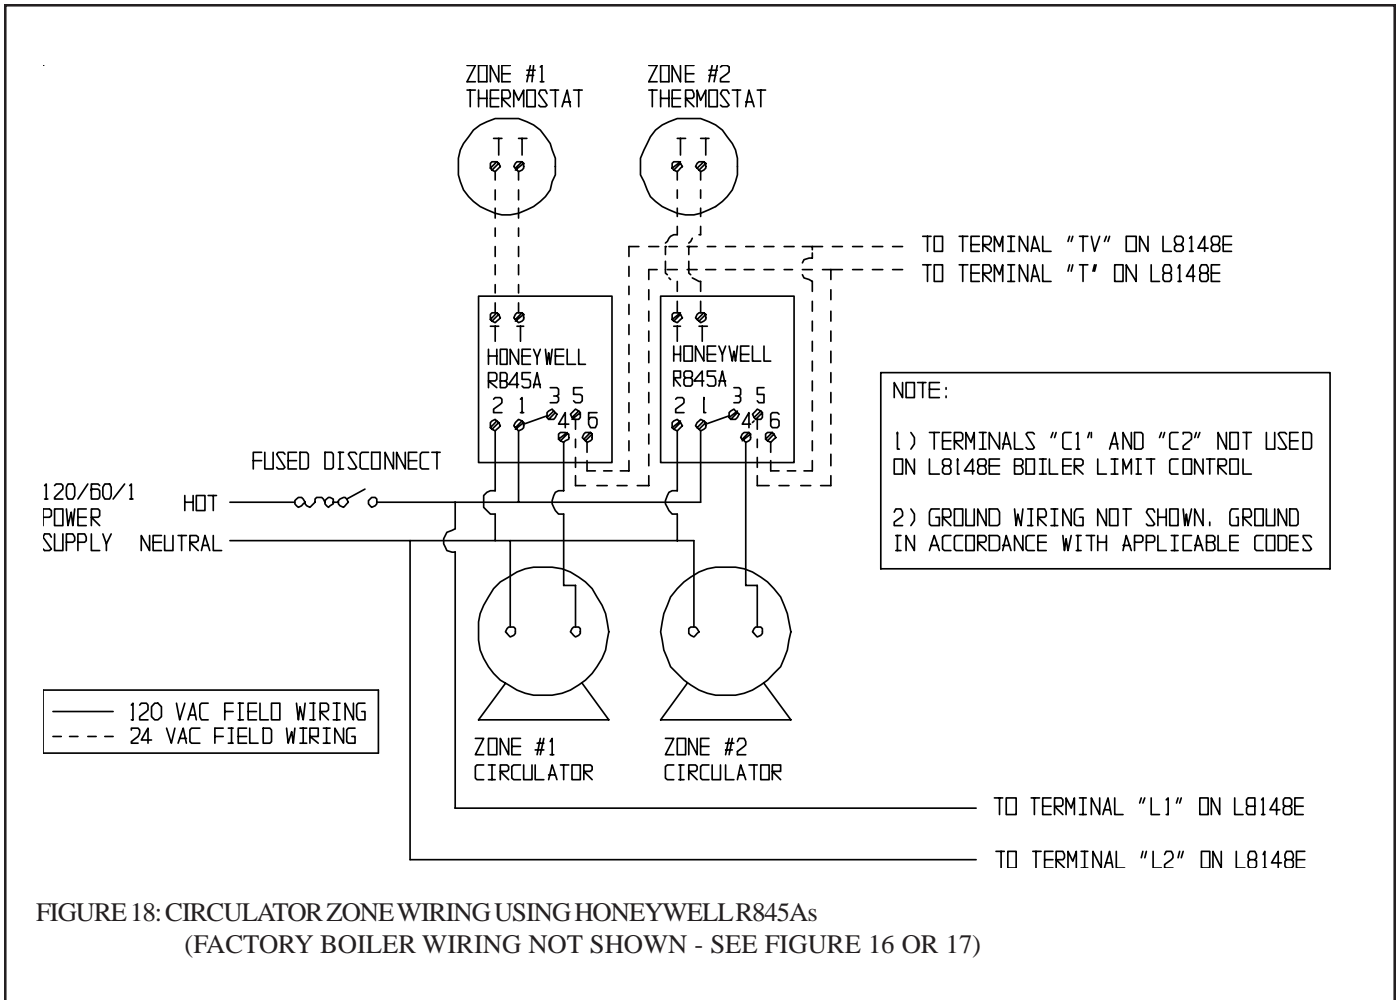 ZONE #1
THERMOSTAT
ZONE #2
THERMOSTAT
T T
T T
TO TERMINAL "TV" ON L8148E
TO TERMINAL "T" ON L8148E
T T
HONEYWELL
R845A
2 1 3 5
4 6
T T
HONEYWELL
R845A
2 1 3 5
4 6
NOTE:
1) TERMINALS "C1" AND "C2" NOT USED
ON L8148E BOILER LIMIT CONTROL
2) GROUND WIRING NOT SHOWN. GROUND
IN ACCORDANCE WITH APPLICABLE CODES
FUSED DISCONNECT
120/60/1
POWER
SUPPLY
HOT
NEUTRAL
120 VAC FIELD WIRING
24 VAC FIELD WIRING
ZONE #1
CIRCULATOR
ZONE #2
CIRCULATOR
TO TERMINAL "L1" ON L8148E
TO TERMINAL "L2" ON L8148E
FIGURE 18: CIRCULATOR ZONE WIRING USING HONEYWELL R845As
(FACTORY BOILER WIRING NOT SHOWN - SEE FIGURE 16 OR 17)